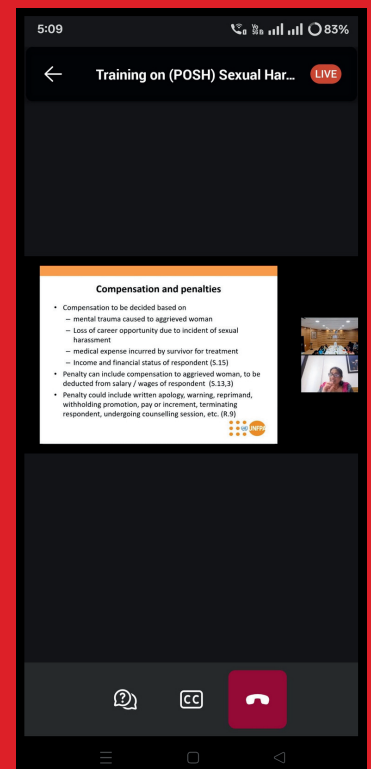 5:09
83%
Training on (POSH) Sexual Har...
LIVE
Compensation and penalties
• Compensation to be decided based on
– mental trauma caused to aggrieved woman
– Loss of career opportunity due to incident of sexual
harassment
– medical expense incurred by survivor for treatment
– Income and financial status of respondent (S.15)
• Penalty can include compensation to aggrieved woman, to be
deducted from salary / wages of respondent (S.13,3)
• Penalty could include written apology, warning, reprimand,
withholding promotion, pay or increment, terminating
respondent, undergoing counselling session, etc. (R.9)
UNFPA
CC